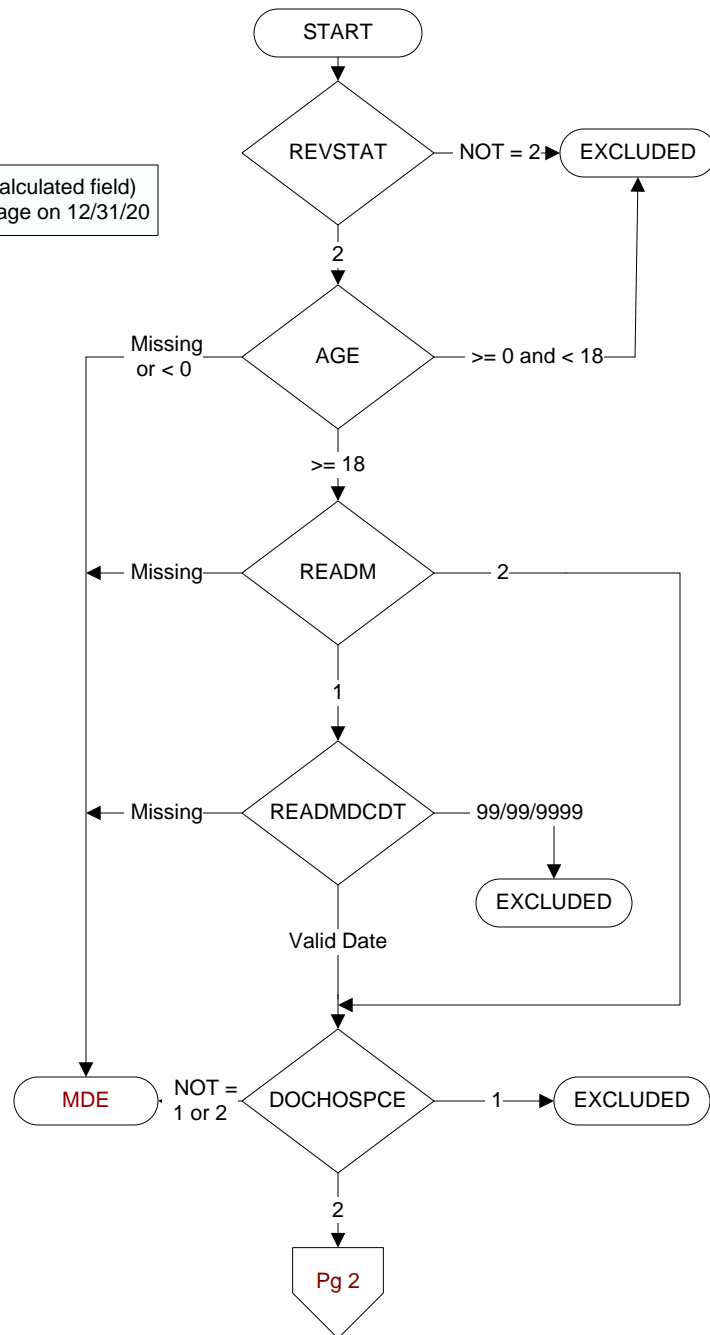 START
REVSTAT
NOT = 2
EXCLUDED
alculated field)
age on 12/31/20
2
Missing
or < 0
AGE
>= 0 and < 18
>= 18
Missing
READM
2
1
Missing
READMDCDT
99/99/9999
EXCLUDED
Valid Date
MDE
NOT =
1 or 2
DOCHOSPCE
1
EXCLUDED
2
Pg 2